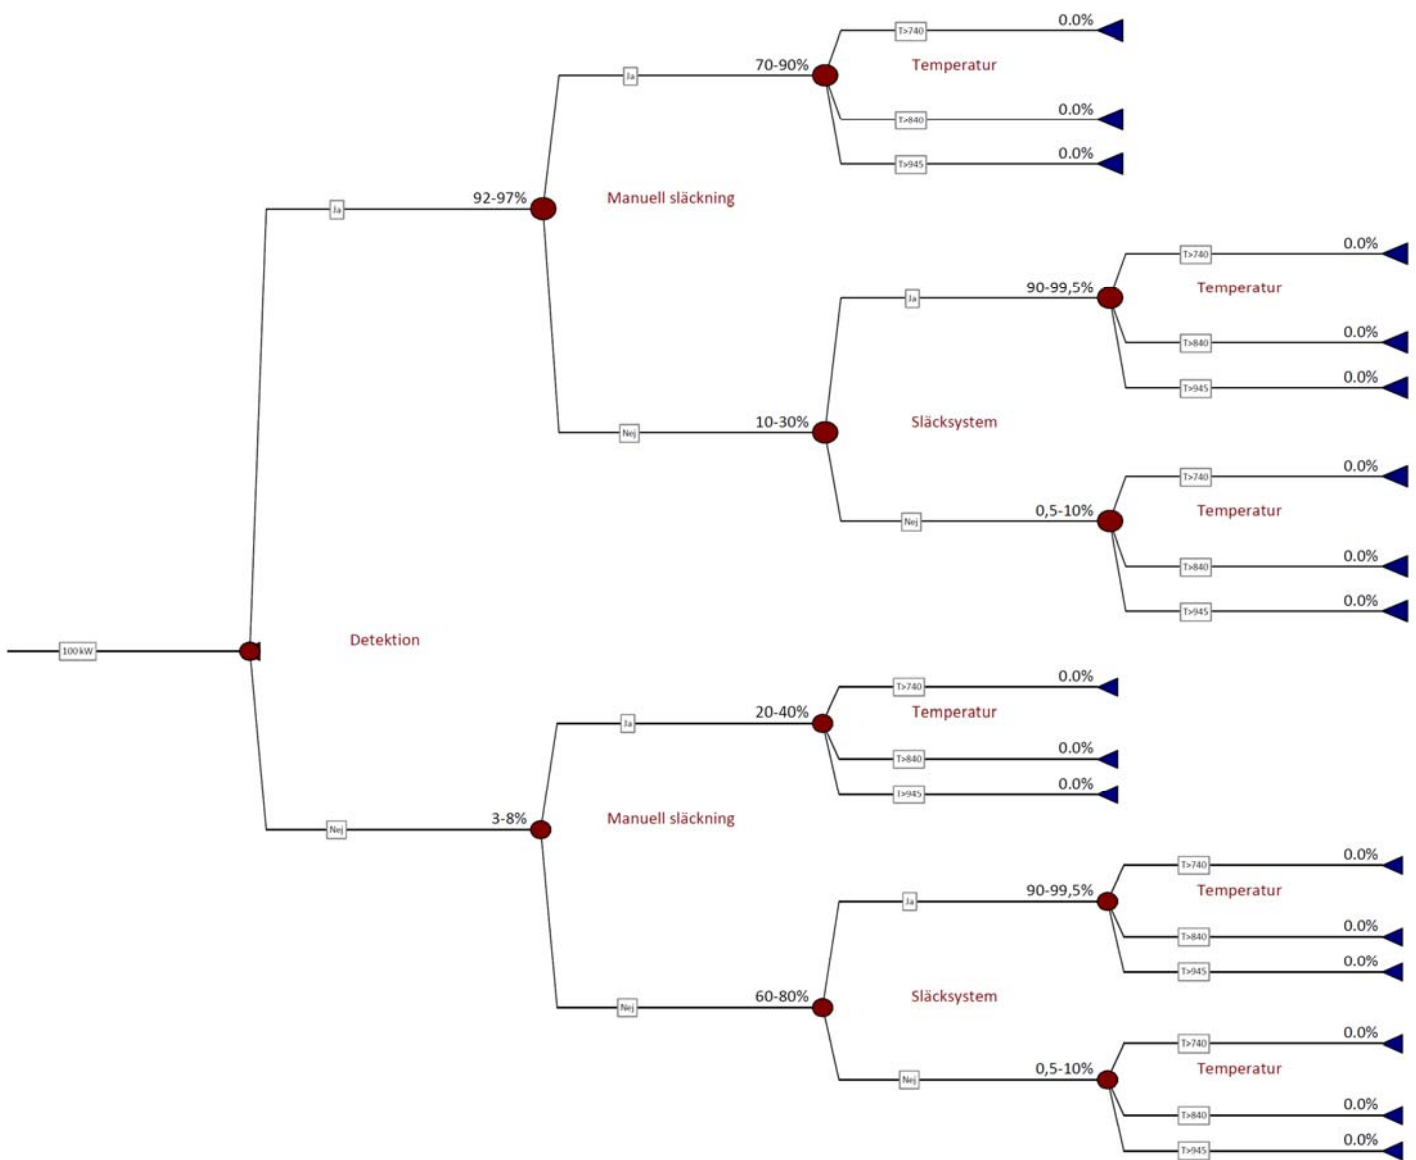 0.0%
T>740
70-90%
Temperatur
Ja
0.0%
T>840
0.0%
T>945
92-97%
Manuell släckning
Ja
0.0%
T>740
90-99,5%
Temperatur
Ja
0.0%
T>840
0.0%
T>945
10-30%
Släcksystem
Nej
0.0%
T>740
0,5-10%
Temperatur
Nej
0.0%
T>840
0.0%
T>945
Detektion
100kW
0.0%
T>740
20-40%
Temperatur
Ja
0.0%
T>840
0.0%
T>945
3-8%
Manuell släckning
Nej
0.0%
T>740
90-99,5%
Temperatur
Ja
0.0%
T>840
0.0%
T>945
60-80%
Släcksystem
Nej
0.0%
T>740
0,5-10%
Temperatur
Nej
0.0%
T>840
0.0%
T>945